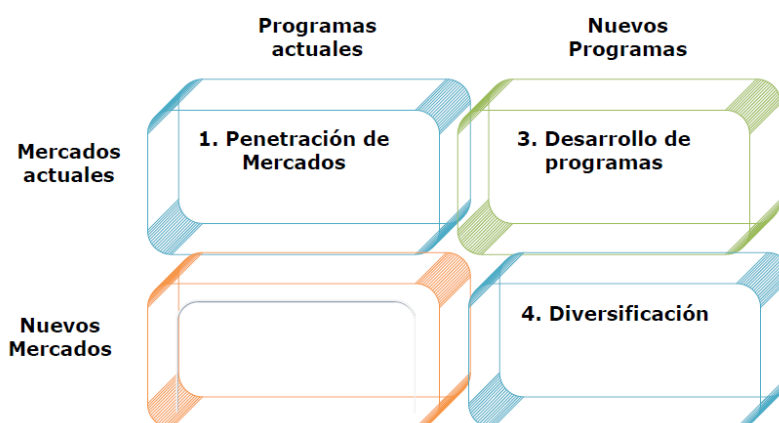 Programas
actuales
Nuevos
Programas
Mercados
actuales
1. Penetración de
Mercados
3. Desarrollo de
programas
Nuevos
Mercados
4. Diversificación